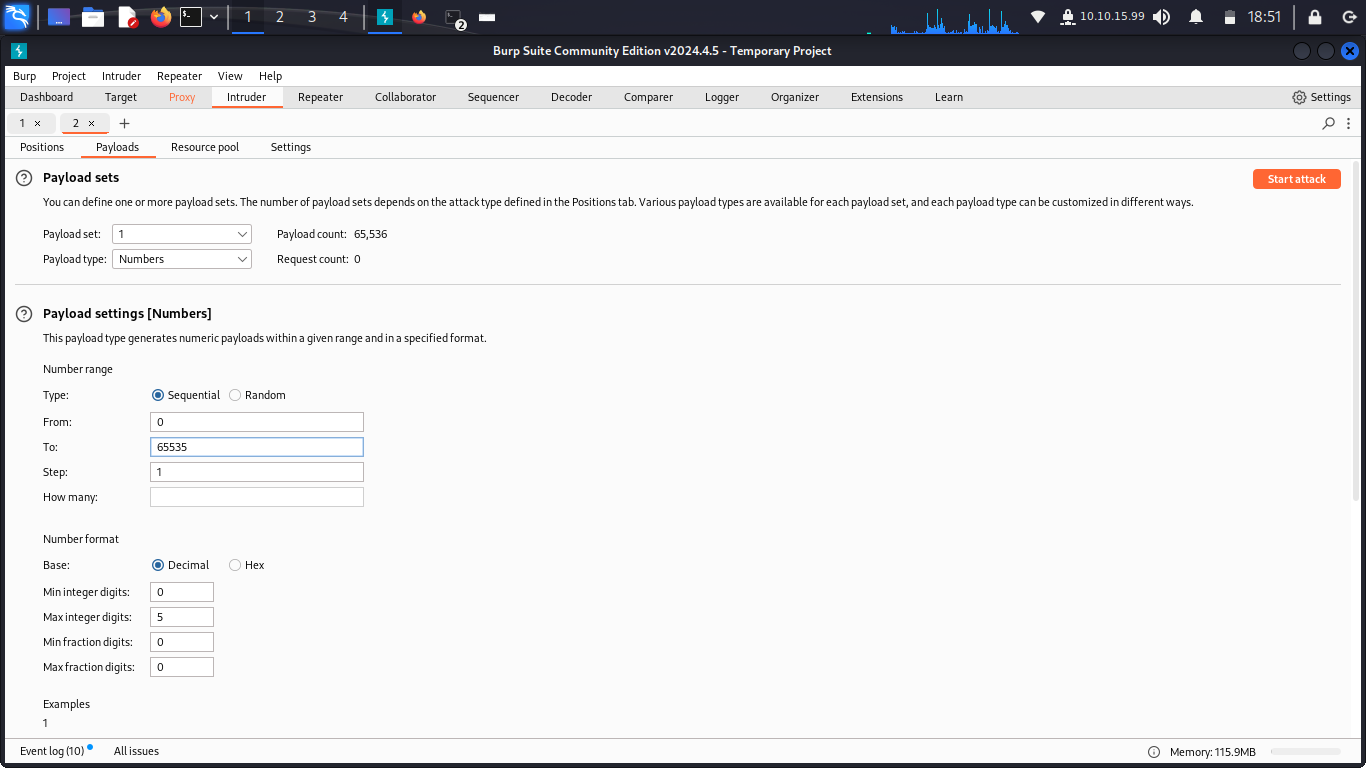 1 2 3 4 2 10.10.15.99 18:51
Burp Suite Community Edition v2024.4.5 - Temporary Project
Burp Project Intruder Repeater View Help
Dashboard Target Proxy Intruder Repeater Collaborator Sequencer Decoder Comparer Logger Organizer Extensions Learn Settings
1 × 2 × +
Positions Payloads Resource pool Settings
? Payload sets Start attack
You can define one or more payload sets. The number of payload sets depends on the attack type defined in the Positions tab. Various payload types are available for each payload set, and each payload type can be customized in different ways.
Payload set: 1 Payload count: 65,536
Payload type: Numbers Request count: 0
? Payload settings [Numbers]
This payload type generates numeric payloads within a given range and in a specified format.
Number range
Type: Sequential Random
From: 0
To: 65535
Step: 1
How many:
Number format
Base: Decimal Hex
Min integer digits: 0
Max integer digits: 5
Min fraction digits: 0
Max fraction digits: 0
Examples
1
Event log (10) All issues Memory: 115.9MB